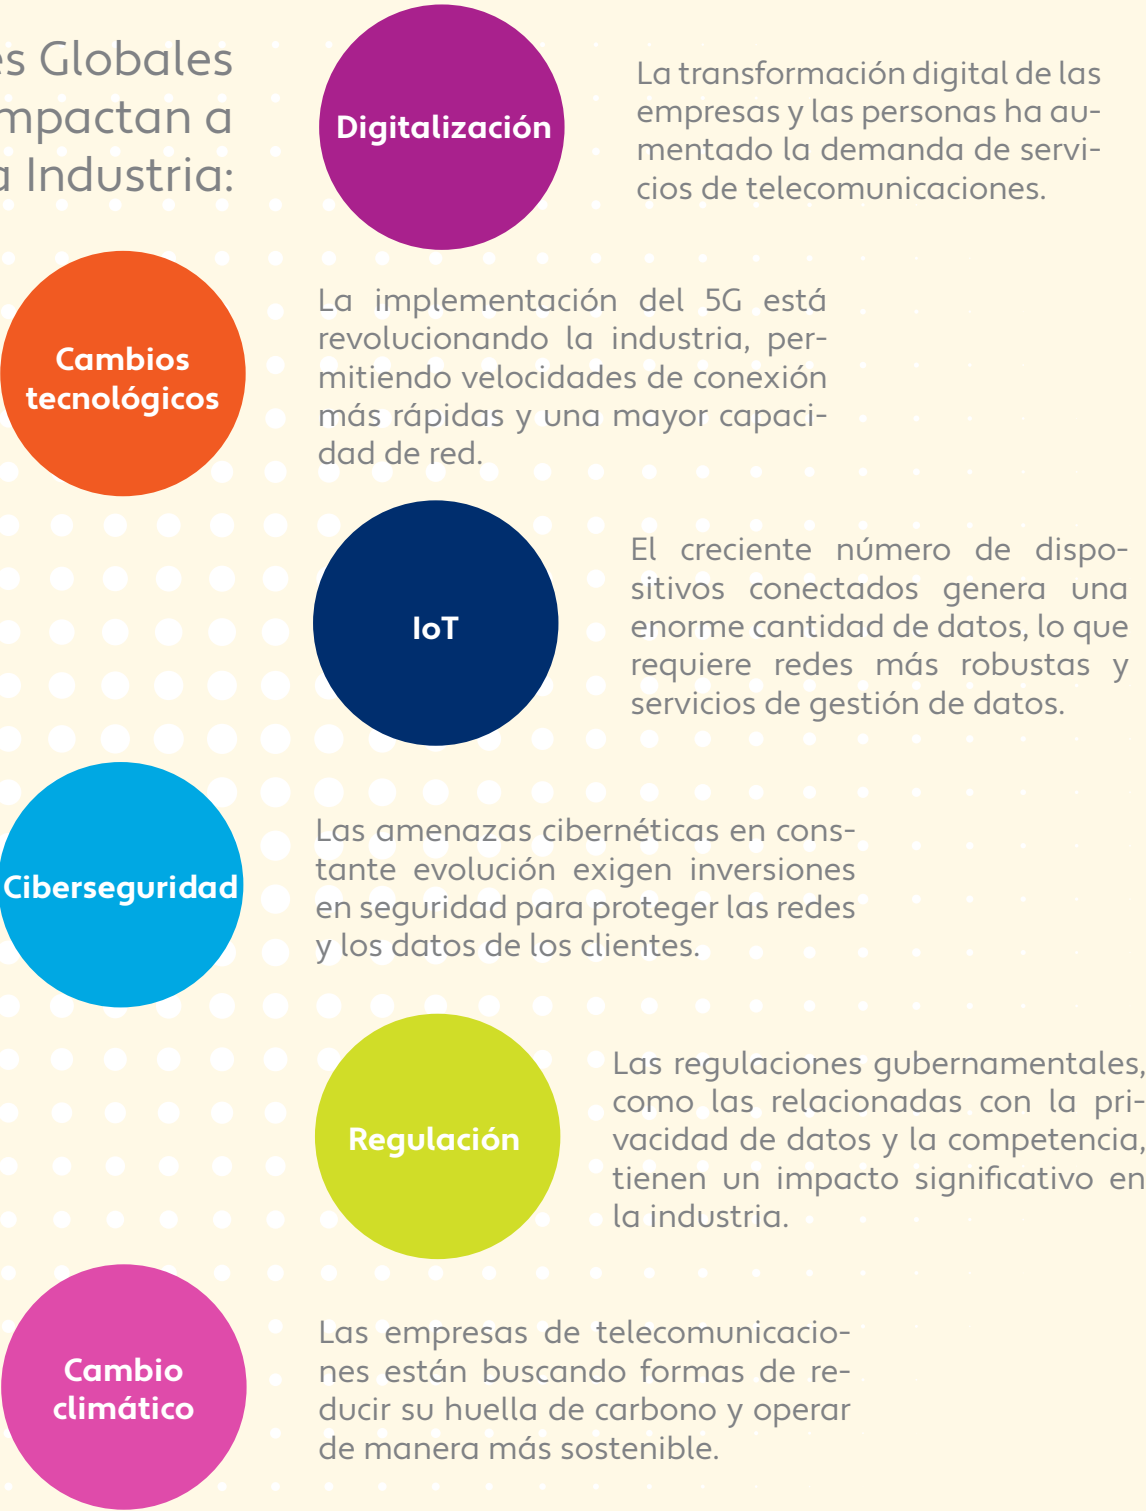 es Globales
mpactan a
a Industria:
Digitalización
La transformación digital de las
empresas y las personas ha au-
mentado la demanda de servi-
cios de telecomunicaciones.
Cambios
tecnológicos
La implementación del 5G está
revolucionando la industria, per-
mitiendo velocidades de conexión
más rápidas y una mayor capaci-
dad de red.
IoT
El creciente número de dispo-
sitivos conectados genera una
enorme cantidad de datos, lo que
requiere redes más robustas y
servicios de gestión de datos.
Ciberseguridad
Las amenazas cibernéticas en cons-
tante evolución exigen inversiones
en seguridad para proteger las redes
y los datos de los clientes.
Regulación
Las regulaciones gubernamentales,
como las relacionadas con la pri-
vacidad de datos y la competencia,
tienen un impacto significativo en
la industria.
Cambio
climático
Las empresas de telecomunicacio-
nes están buscando formas de re-
ducir su huella de carbono y operar
de manera más sostenible.